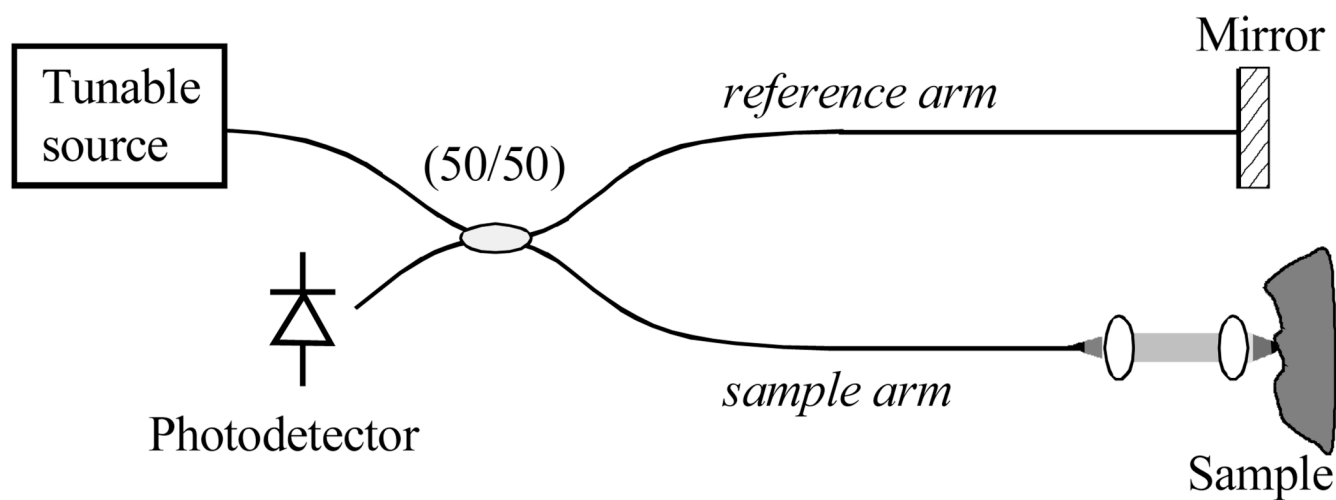 Mirror
Tunable
source
reference arm
(50/50)
sample arm
Photodetector
Sample